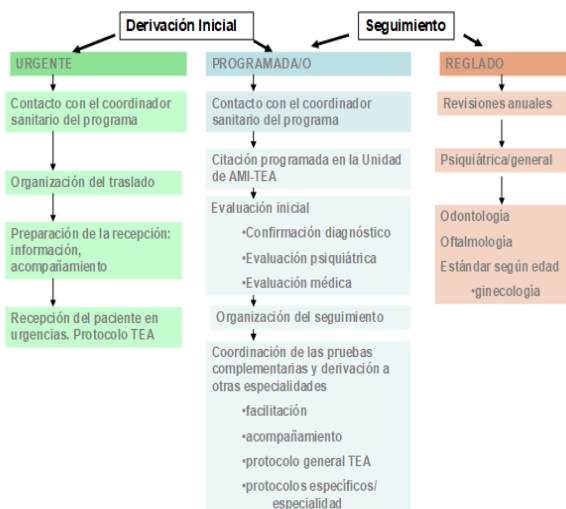 Derivación Inicial
Seguimiento
URGENTE
Contacto con el coordinador
sanitario del programa
Organización del traslado
Preparación de la recepción:
información,
acompañamiento
Recepción del paciente en
urgencias. Protocolo TEA
PROGRAMADA/O
Contacto con el coordinador
sanitario del programa
Citación programada en la Unidad
de AMI-TEA
Evaluación inicial
•Confirmación diagnóstico
•Evaluación psiquiátrica
•Evaluación médica
Organización del seguimiento
Coordinación de las pruebas
complementarias y derivación a
otras especialidades
•facilitación
•acompañamiento
•protocolo general TEA
•protocolos específicos/
especialidad
REGLADO
Revisiones anuales
Psiquiátrica/general
Odontología
Oftalmología
Estándar según edad
•ginecología